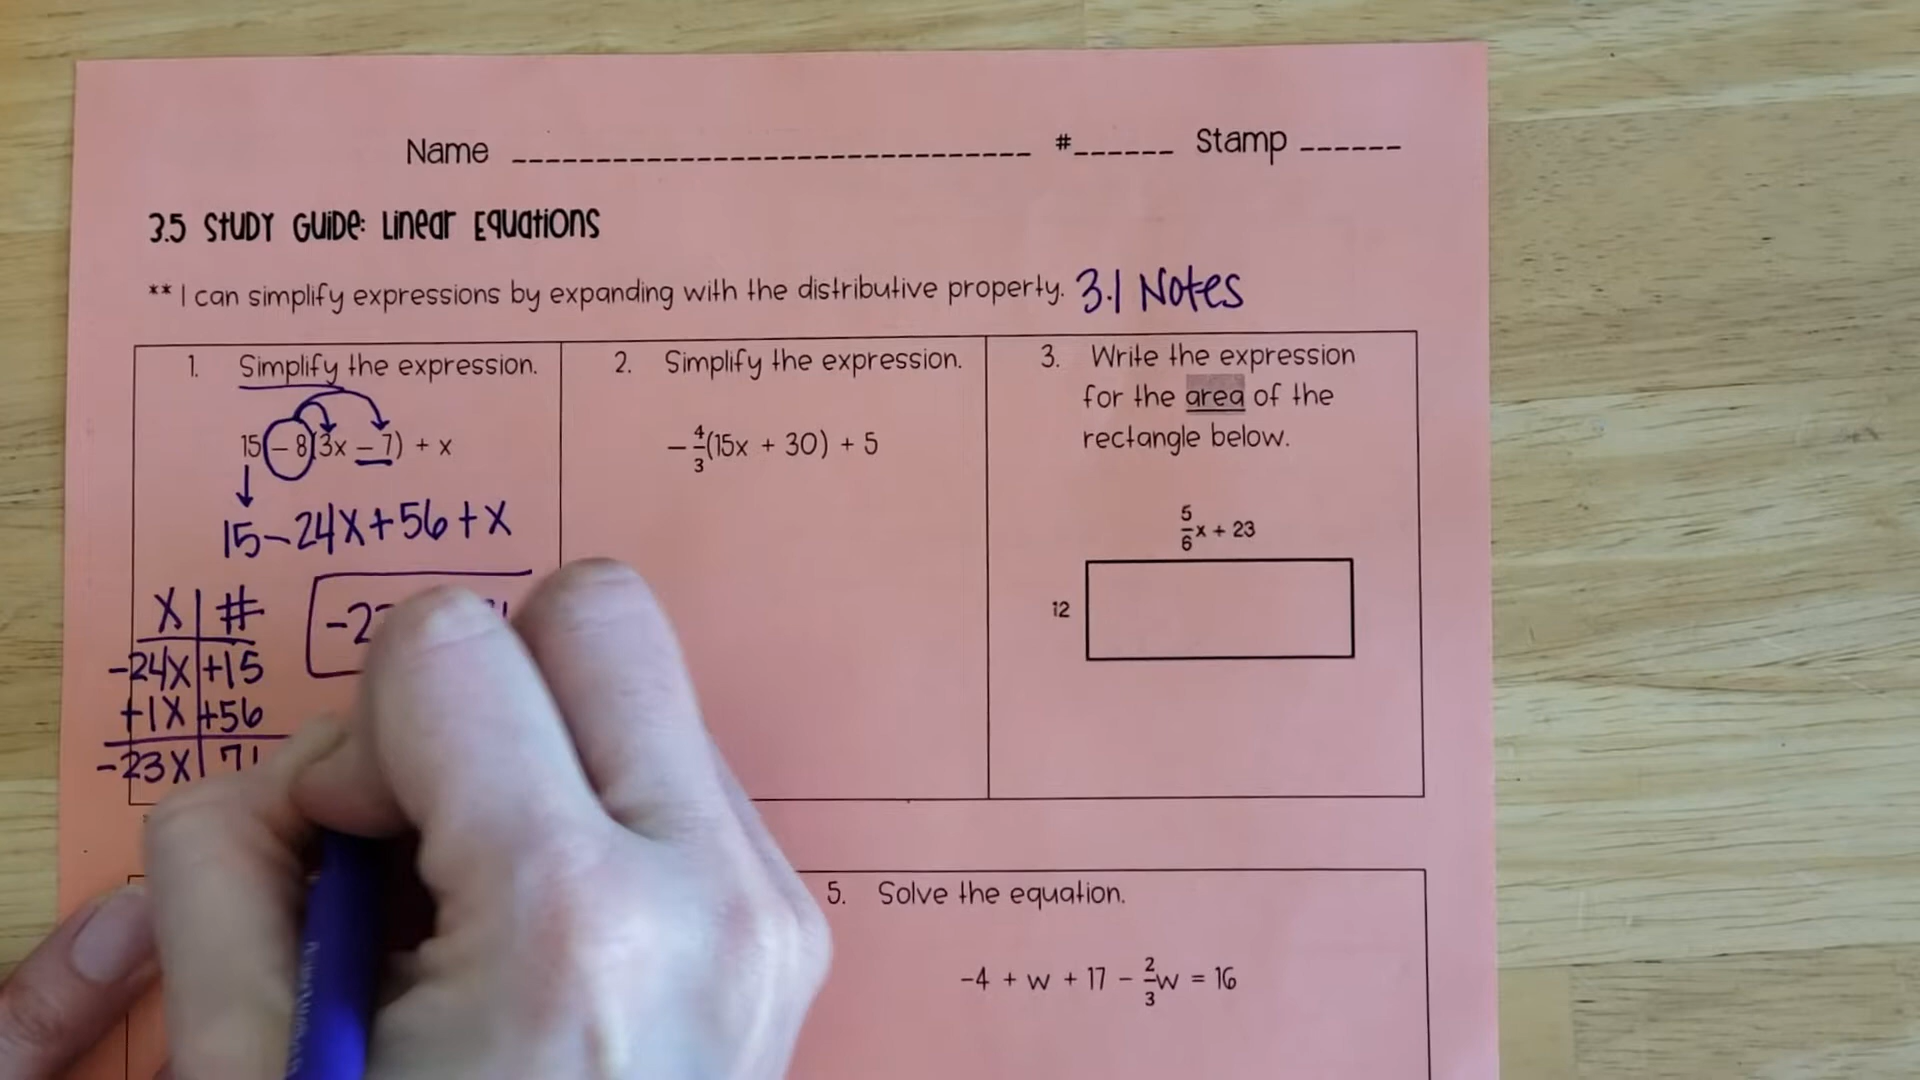 Name ______________________________ #______ Stamp ______
3.5 Study Guide: Linear Equations
** I can simplify expressions by expanding with the distributive property. 3.1 Notes
1. Simplify the expression.
15 - 8(3x - 7) + x
15-24x+56+x
x | #
-24x | +15
+1x | +56
-23x | 71
2. Simplify the expression.
-4/3(15x + 30) + 5
3. Write the expression
for the area of the
rectangle below.
5/6x + 23
12
5. Solve the equation.
-4 + w + 17 - 2/3w = 16